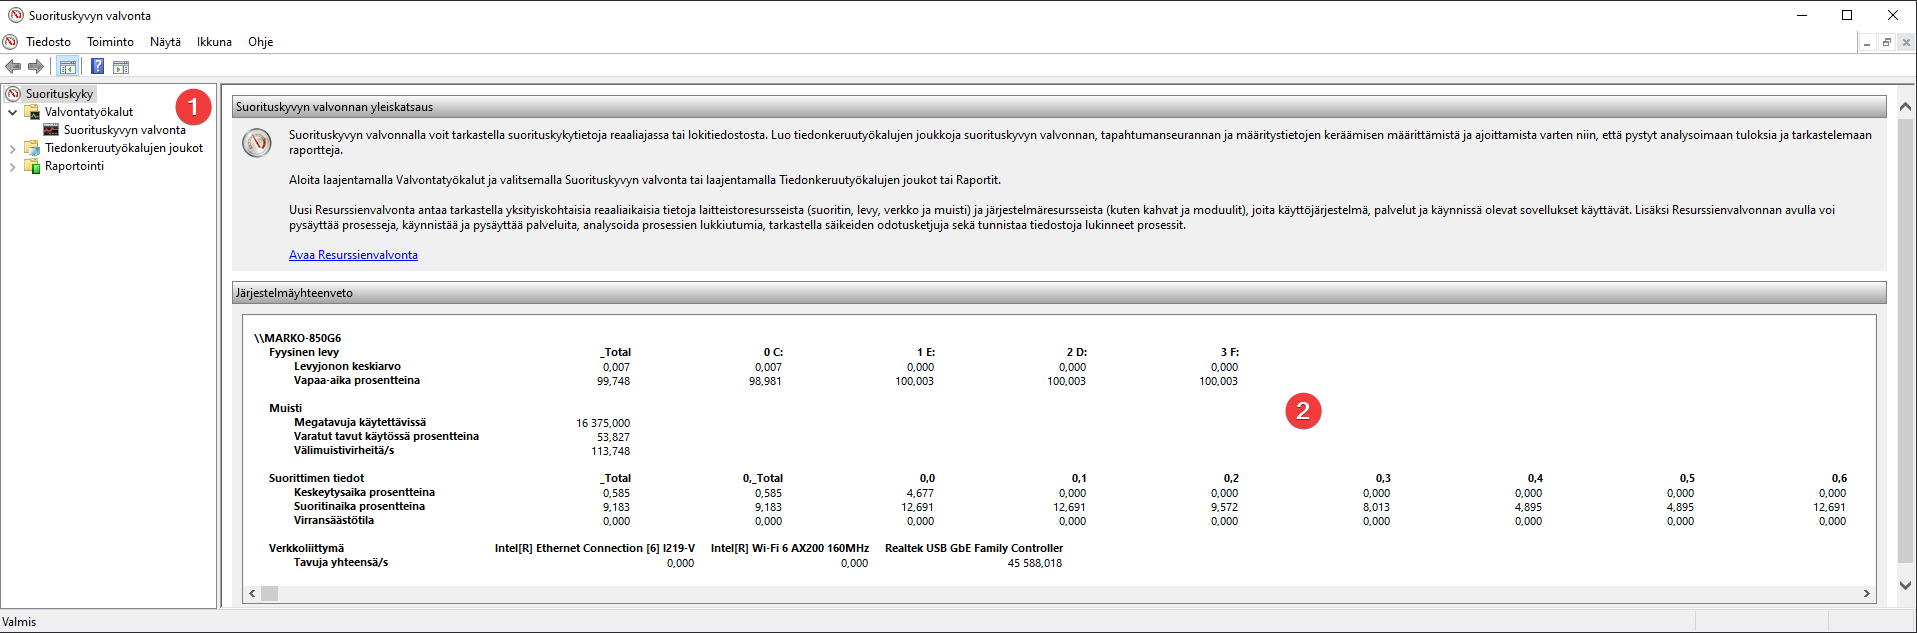 Suorituskyvyn valvonta
Tiedosto Toiminto Näytä Ikkuna Ohje
Suorituskyky
Valvontatyökalut
Suorituskyvyn valvonta
Tiedonkeruutyökalujen joukot
Raportointi
1
Suorituskyvyn valvonnan yleiskatsaus
Suorituskyvyn valvonnalla voit tarkastella suorituskykytietoja reaaliajassa tai lokitiedostosta. Luo tiedonkeruutyökalujen joukkoja suorituskyvyn valvonnan, tapahtumanseurannan ja määritystietojen keräämisen määrittämistä ja ajoittamista varten niin, että pystyt analysoimaan tuloksia ja tarkastelemaan
raportteja.
Aloita laajentamalla Valvontatyökalut ja valitsemalla Suorituskyvyn valvonta tai laajentamalla Tiedonkeruutyökalujen joukot tai Raportit.
Uusi Resurssienvalvonta antaa tarkastella yksityiskohtaisia reaaliaikaisia tietoja laitteistoresursseista (suoritin, levy, verkko ja muisti) ja järjestelmäresursseista (kuten kahvat ja moduulit), joita käyttöjärjestelmä, palvelut ja käynnissä olevat sovellukset käyttävät. Lisäksi Resurssienvalvonnan avulla voi
pysäyttää prosesseja, käynnistää ja pysäyttää palveluita, analysoida prosessien lukkiutumia, tarkastella säikeiden odotusketjuja sekä tunnistaa tiedostoja lukinneet prosessit.
Avaa Resurssienvalvonta
Järjestelmäyhteenveto
\\MARKO-850G6
Fyysinen levy _Total 0 C: 1 E: 2 D: 3 F:
Levyjonon keskiarvo 0,007 0,007 0,000 0,000 0,000
Vapaa-aika prosentteina 99,748 98,981 100,003 100,003 100,003
2
Muisti
Megatavuja käytettävissä 16 375,000
Varatut tavut käytössä prosentteina 53,827
Välimuistivirheitä/s 113,748
Suorittimen tiedot _Total 0,_Total 0,0 0,1 0,2 0,3 0,4 0,5 0,6
Keskeytysaika prosentteina 0,585 0,585 4,677 0,000 0,000 0,000 0,000 0,000 0,000
Suoritinaika prosentteina 9,183 9,183 12,691 12,691 9,572 8,013 4,895 4,895 12,691
Virransäästötila 0,000 0,000 0,000 0,000 0,000 0,000 0,000 0,000 0,000
Verkkoliittymä Intel[R] Ethernet Connection [6] I219-V Intel[R] Wi-Fi 6 AX200 160MHz Realtek USB GbE Family Controller
Tavuja yhteensä/s 0,000 0,000 45 588,018
Valmis